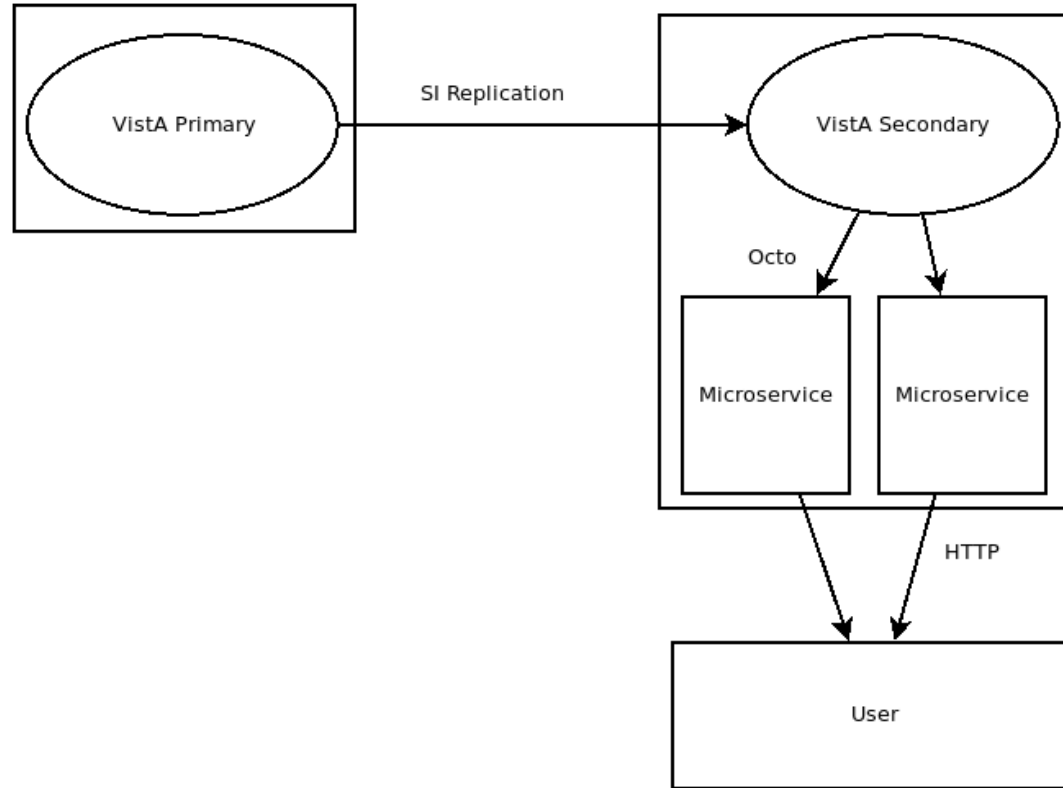 SI Replication
VistA Primary
VistA Secondary
Octo
Microservice
Microservice
HTTP
User